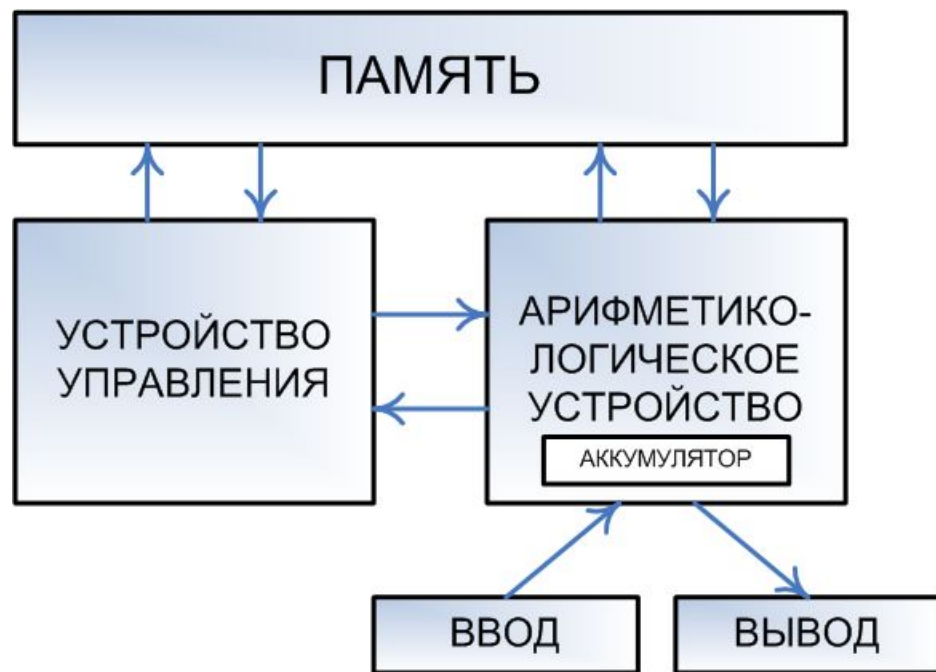 ПАМЯТЬ
УСТРОЙСТВО
УПРАВЛЕНИЯ
АРИФМЕТИКО-
ЛОГИЧЕСКОЕ
УСТРОЙСТВО
АККУМУЛЯТОР
ВВОД
ВЫВОД